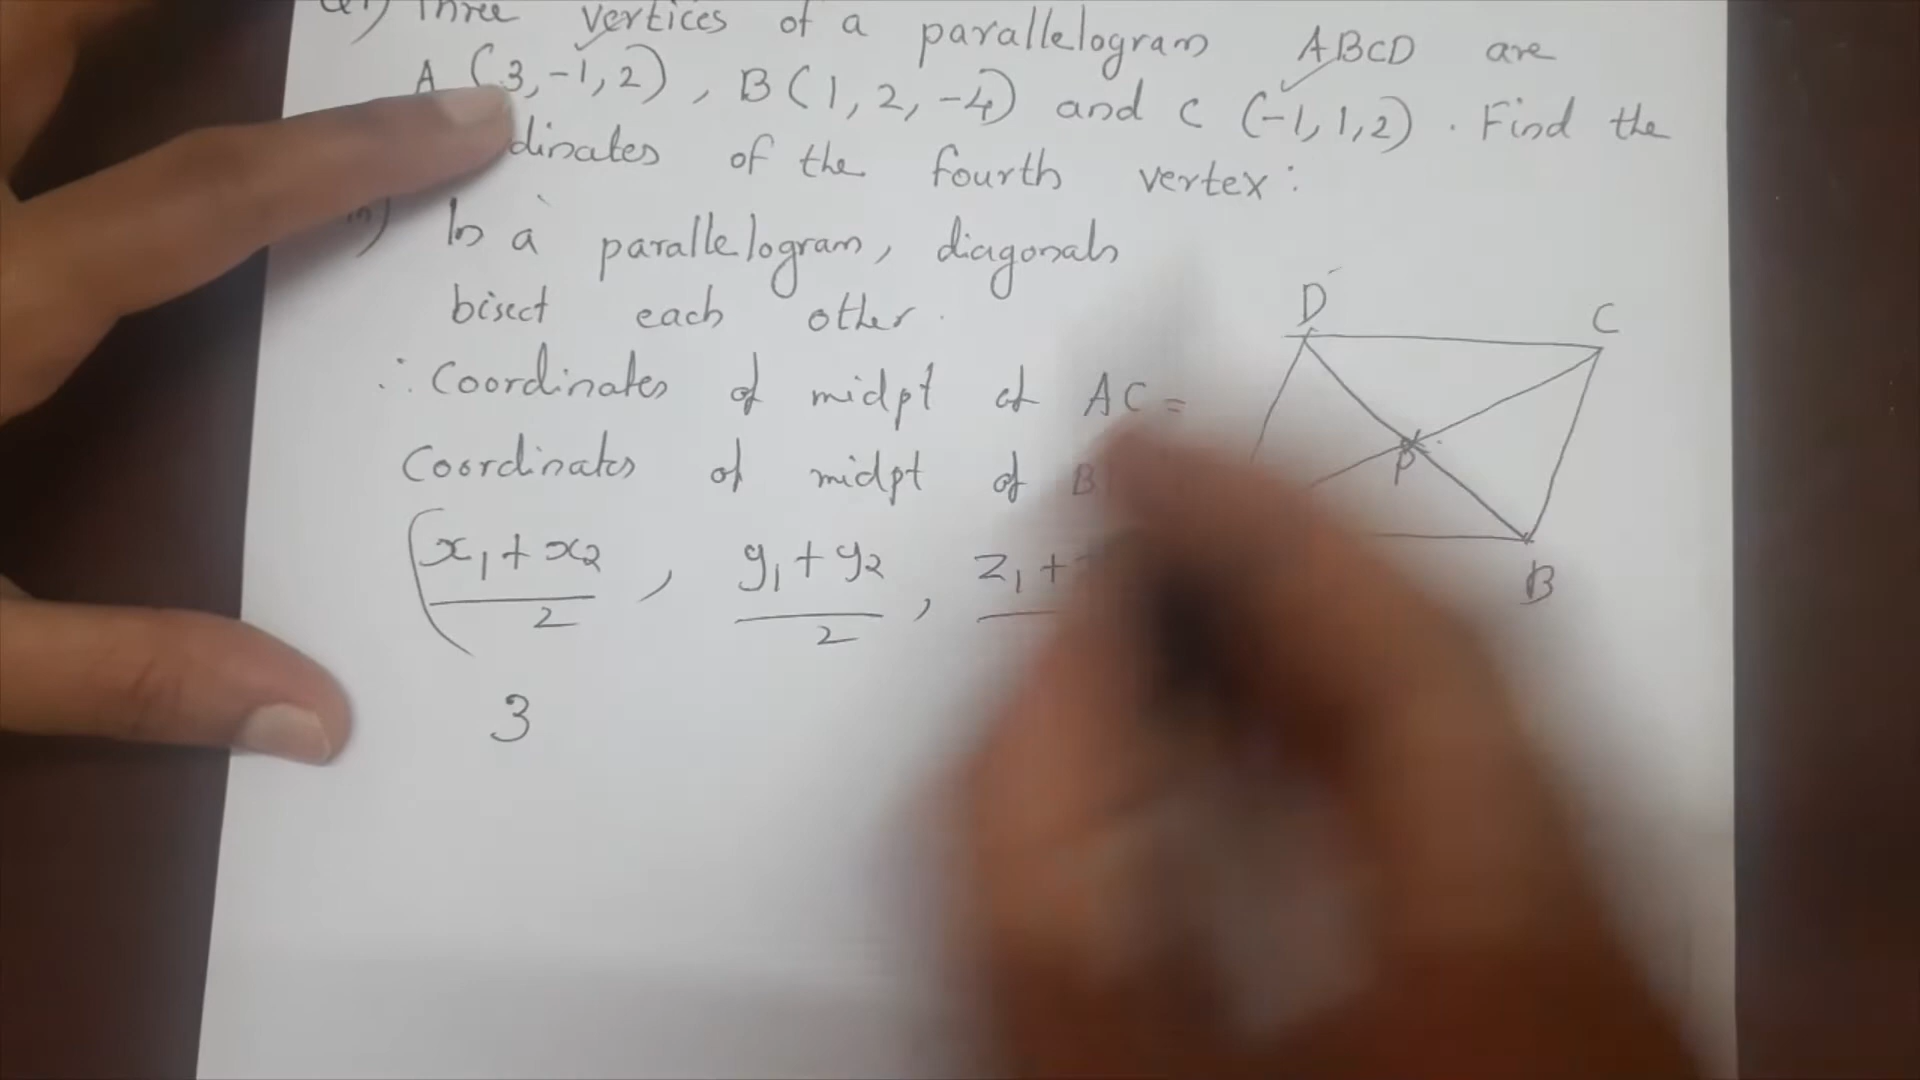 Three vertices of a parallelogram ABCD are
A (3,-1,2) , B (1, 2, -4) and C (-1, 1, 2) . Find the
dinates of the fourth vertex :
In a parallelogram, diagonals
bisect each other .
∴ Coordinates of midpt of AC =
Coordinates of midpt of B
(x₁ + x₂ / 2 , y₁ + y₂ / 2 , z₁ +
3
D C
P
B